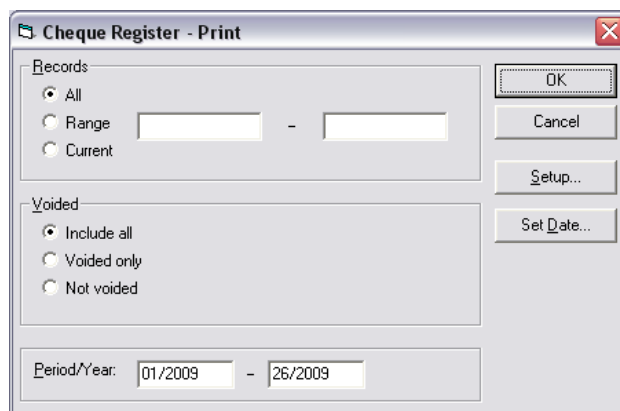 Cheque Register - Print
Records
All
Range –
Current
Voided
Include all
Voided only
Not voided
Period/Year: 01/2009 – 26/2009
OK
Cancel
Setup...
Set Date...